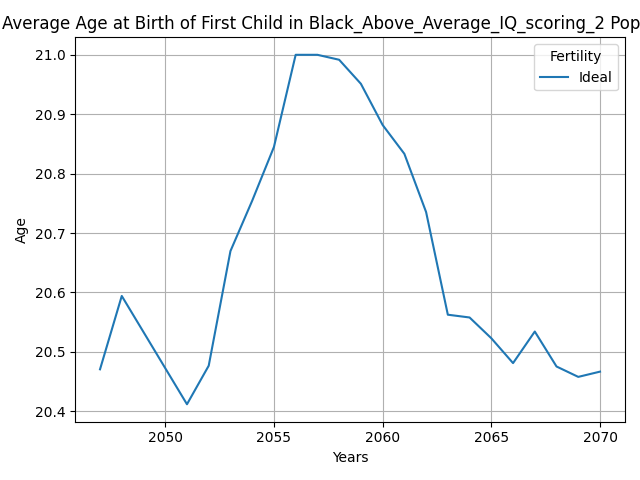 Average Age at Birth of First Child in Black_Above_Average_IQ_scoring_2 Pop
Fertility
Ideal
21.0
20.9
20.8
20.7
20.6
20.5
20.4
Age
2050 2055 2060 2065 2070
Years